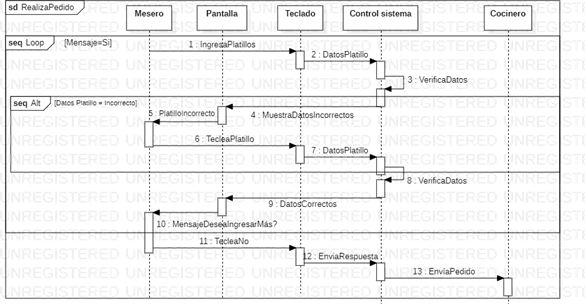 sd RealizaPedido
Mesero
Pantalla
Teclado
Control sistema
Cocinero
seq Loop
[Mensaje=Si]
1 : IngresaPlatillos
2 : DatosPlatillo
3 : VerificaDatos
seq Alt
[Datos Platillo = Incorrecto]
4 : MuestraDatosIncorrectos
5 : PlatilloIncorrecto
6 : TecleaPlatillo
7 : DatosPlatillo
8 : VerificaDatos
9 : DatosCorrectos
10 : MensajeDeseaIngresarMás?
11 : TecleaNo
12 : EnviaRespuesta
13 : EnvíaPedido
UNREGISTERED